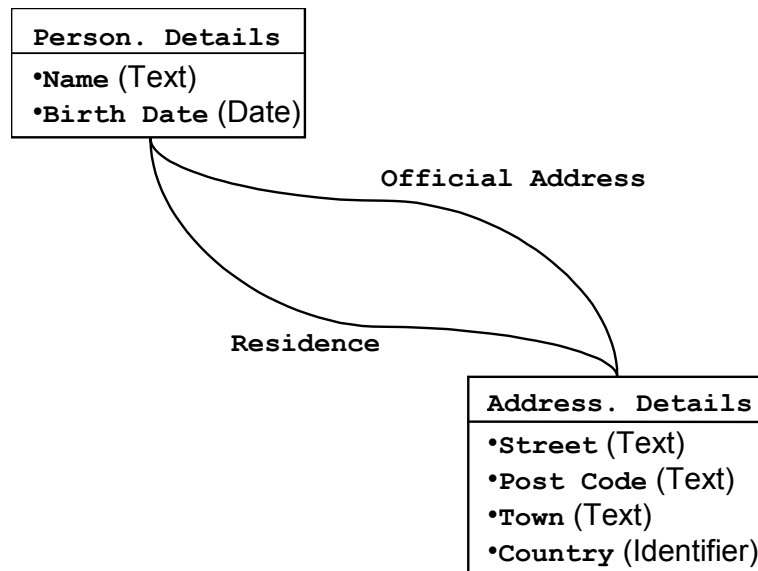 Person. Details
•Name (Text)
•Birth Date (Date)
Official Address
Residence
Address. Details
•Street (Text)
•Post Code (Text)
•Town (Text)
•Country (Identifier)